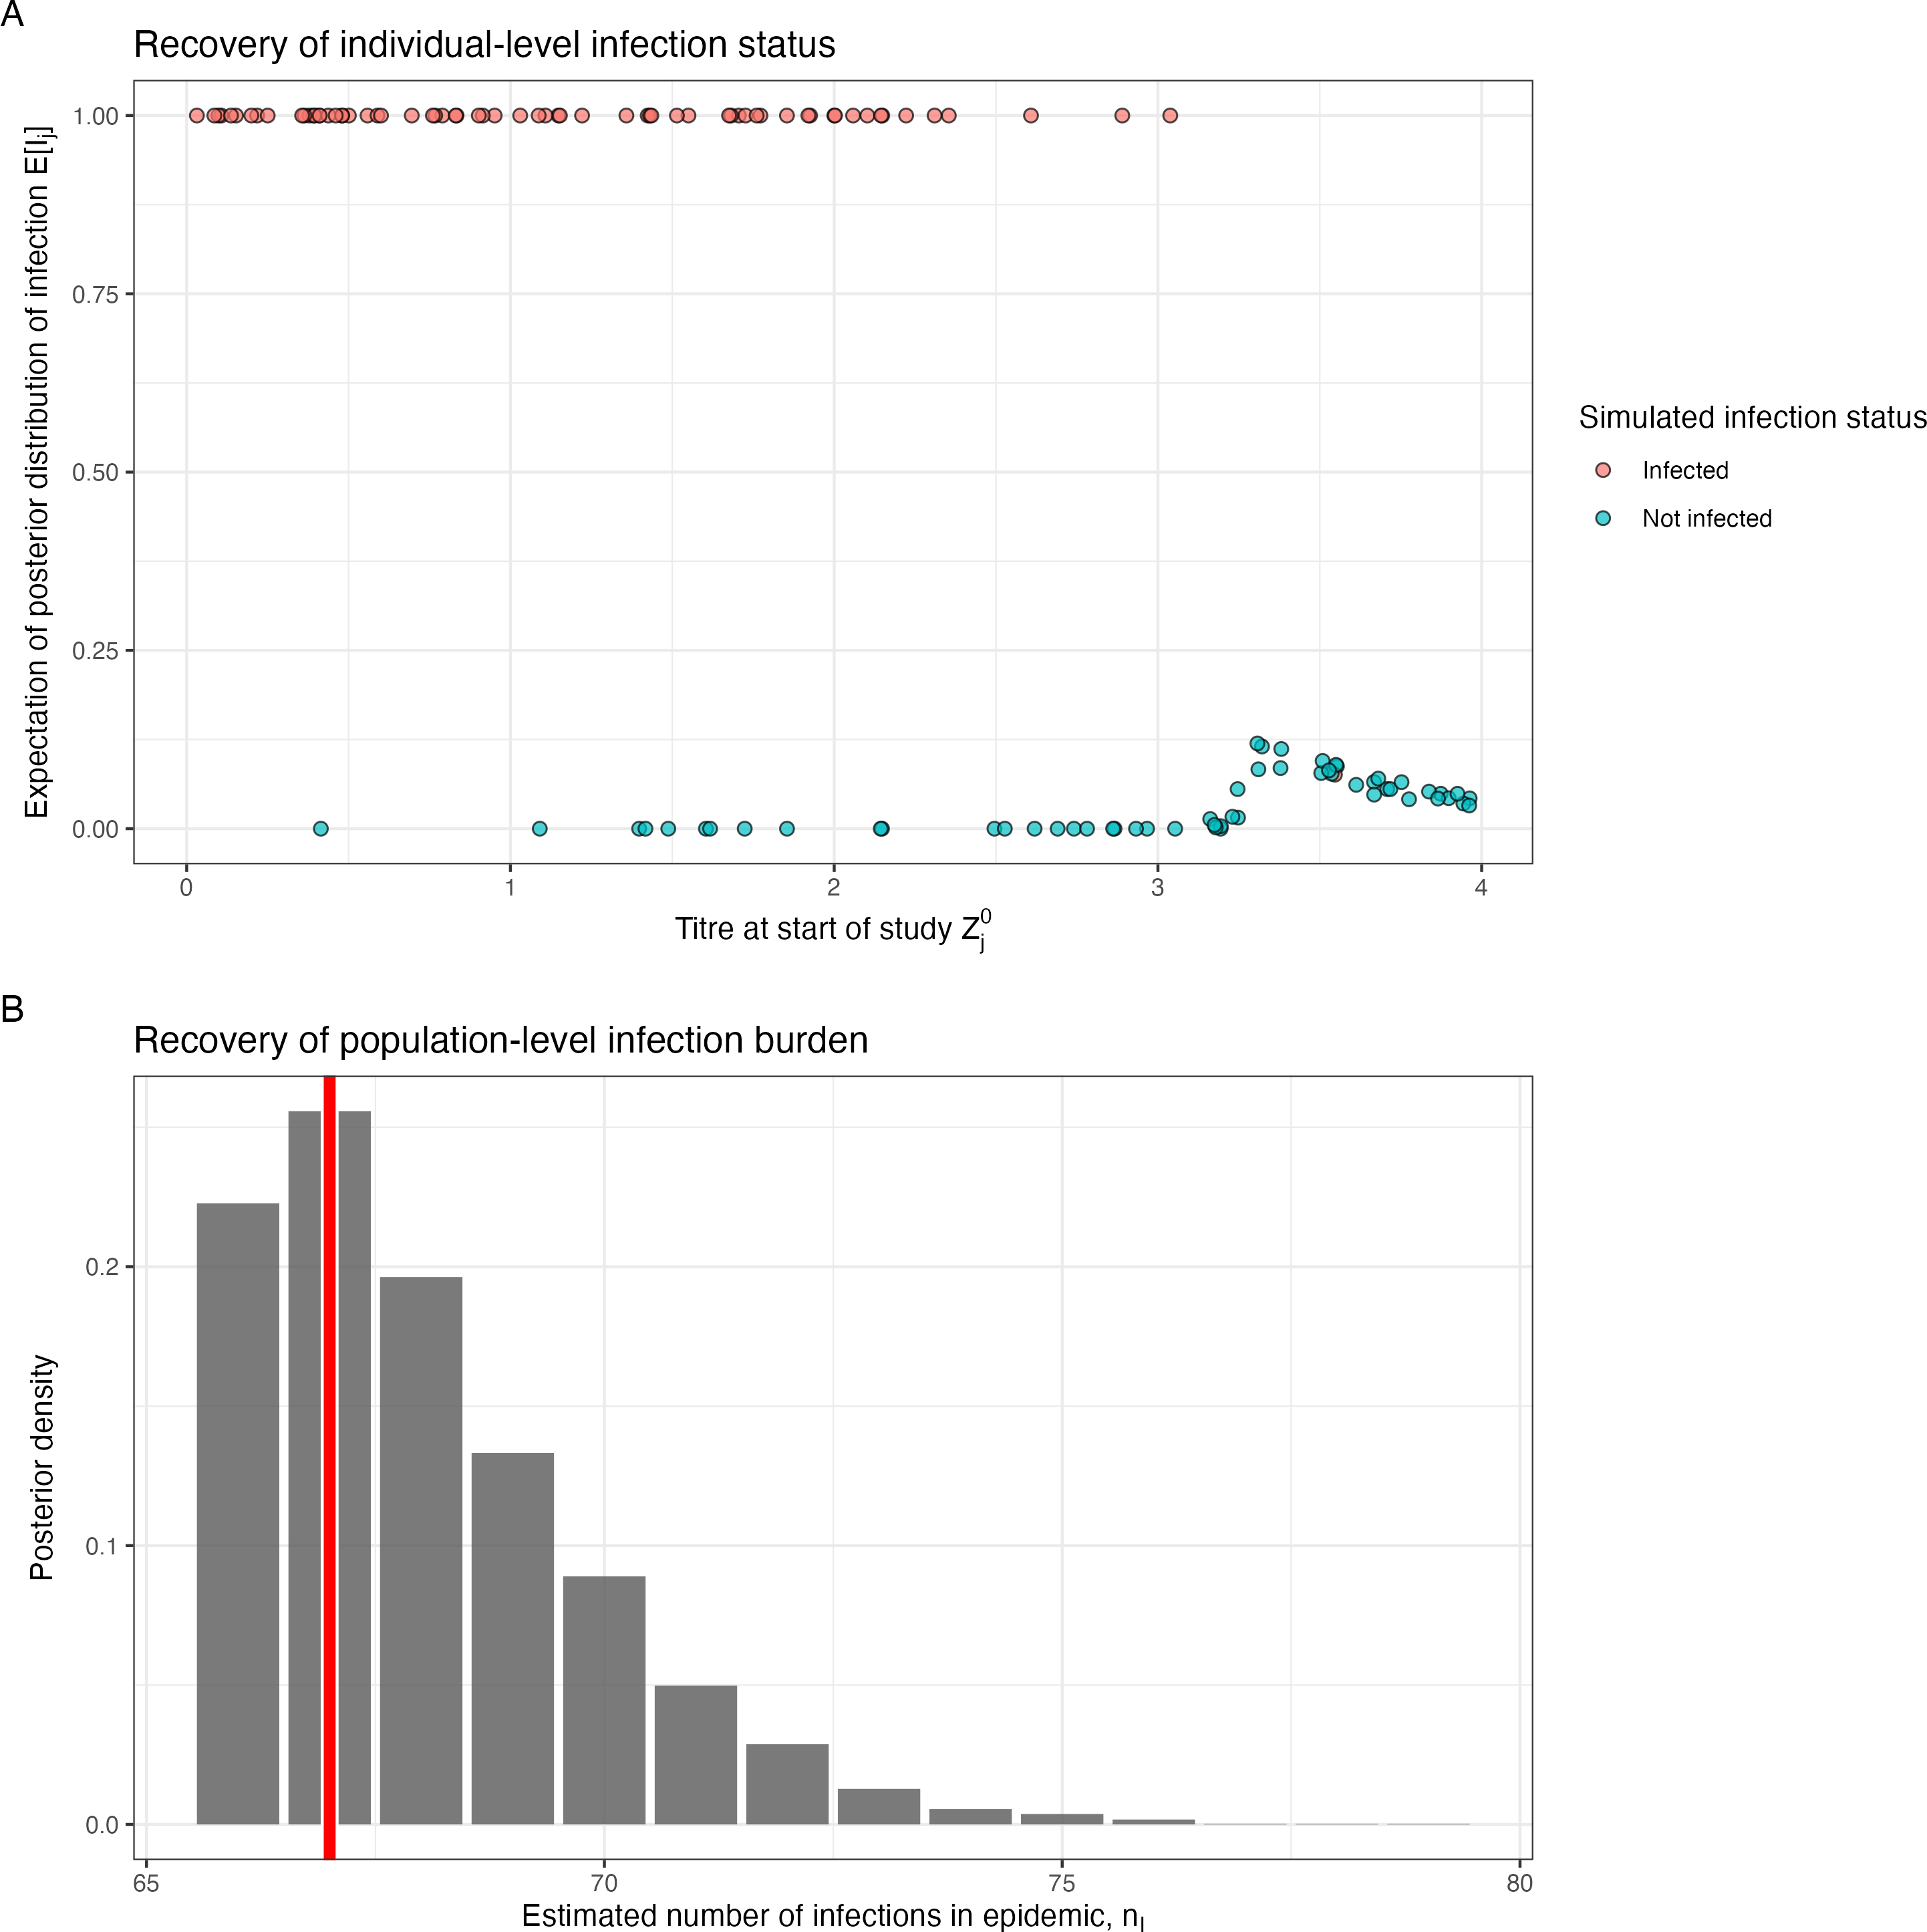 A
Recovery of individual-level infection status
Expectation of posterior distribution of infection E[Ij]
1.00
0.75
0.50
0.25
0.00
0 1 2 3 4
Titre at start of study Z⁰ⱼ
Simulated infection status
Infected
Not infected
B
Recovery of population-level infection burden
Posterior density
0.2
0.1
0.0
65 70 75 80
Estimated number of infections in epidemic, nI